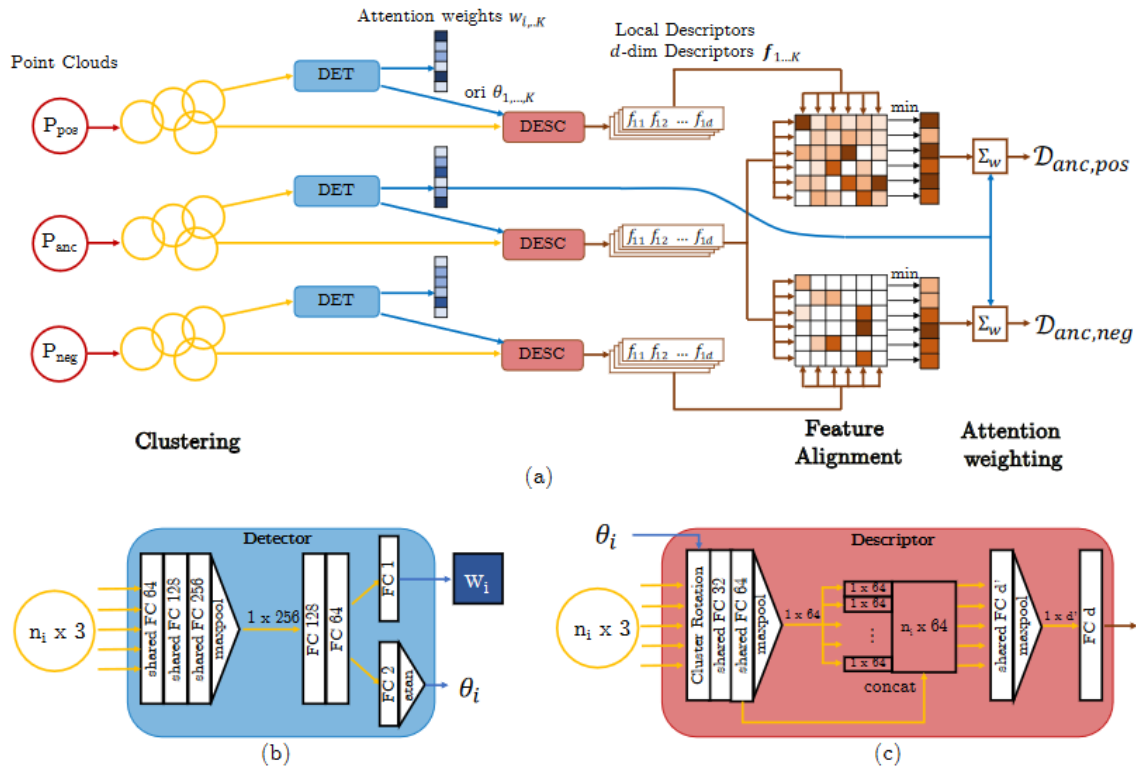 Attention weights w_{i,..K}
Point Clouds
Local Descriptors
d-dim Descriptors f_{1...K}
DET
ori θ_{1,...,K}
min
P_pos
DESC
f_11 f_12 ... f_1d
Σ_w
D_{anc,pos}
DET
P_anc
DESC
f_11 f_12 ... f_1d
min
DET
Σ_w
D_{anc,neg}
P_neg
DESC
f_11 f_12 ... f_1d
Clustering
Feature
Alignment
Attention
weighting
(a)
Detector
n_i x 3
shared FC 64
shared FC 128
shared FC 256
maxpool
1 x 256
FC 128
FC 64
FC 1
w_i
FC 2
atan
θ_i
(b)
θ_i
Descriptor
n_i x 3
Cluster Rotation
shared FC 32
shared FC 64
maxpool
1 x 64
1 x 64
1 x 64
⋮
1 x 64
n_i x 64
concat
shared FC d'
maxpool
1 x d'
FC d
(c)